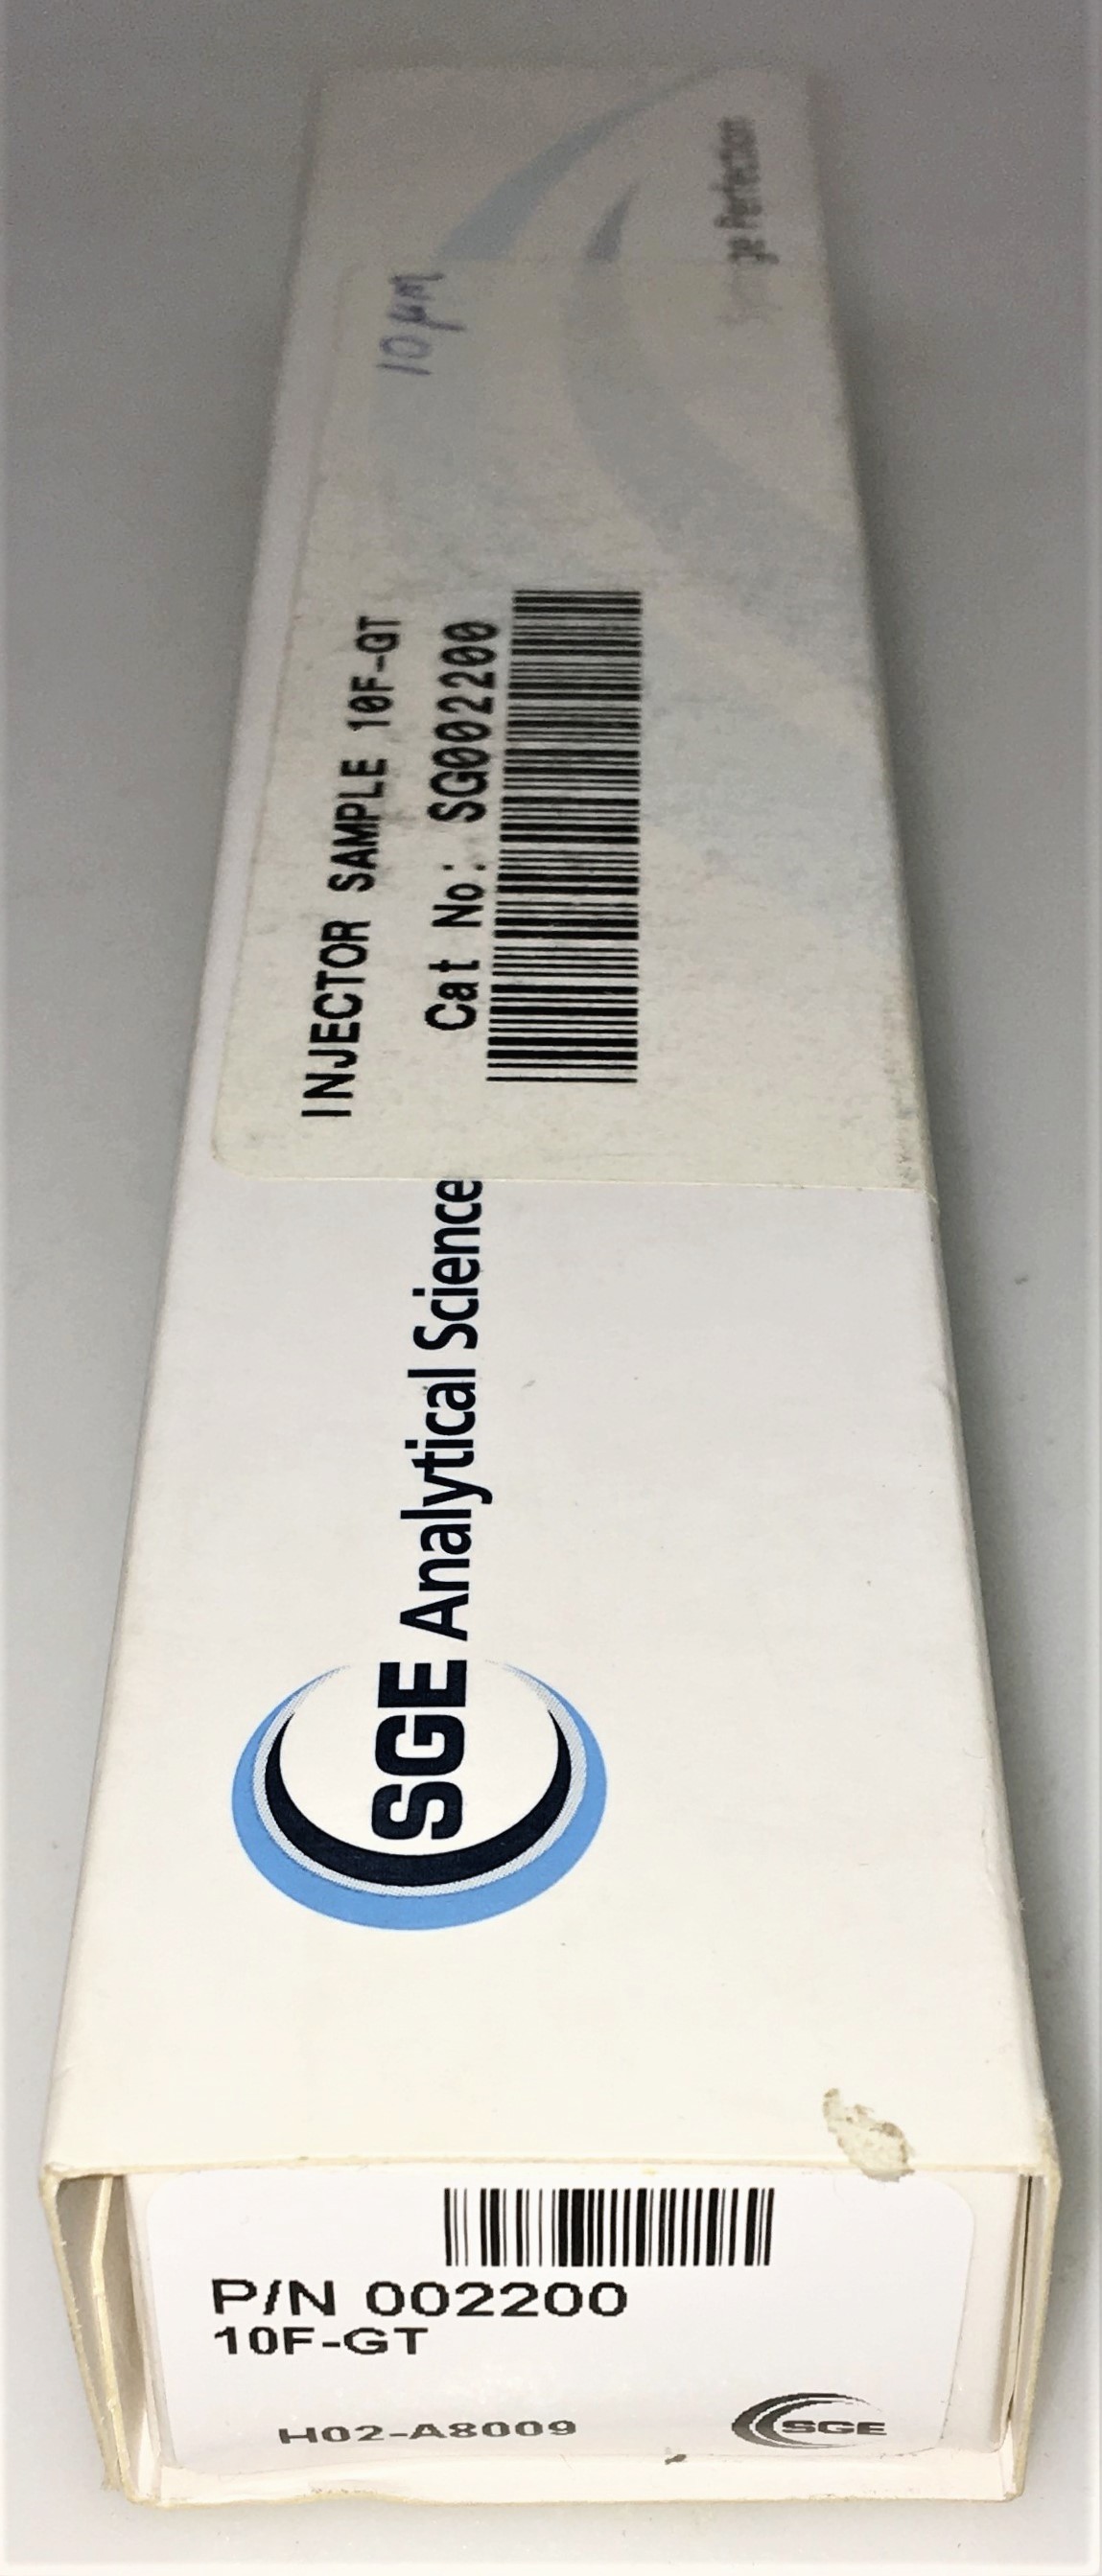 10 µm
INJECTOR SAMPLE 10F-GT
Cat No: SG002200
SGE Analytical Science
Perfection
P/N 002200
10F-GT
H02-A8009
SGE